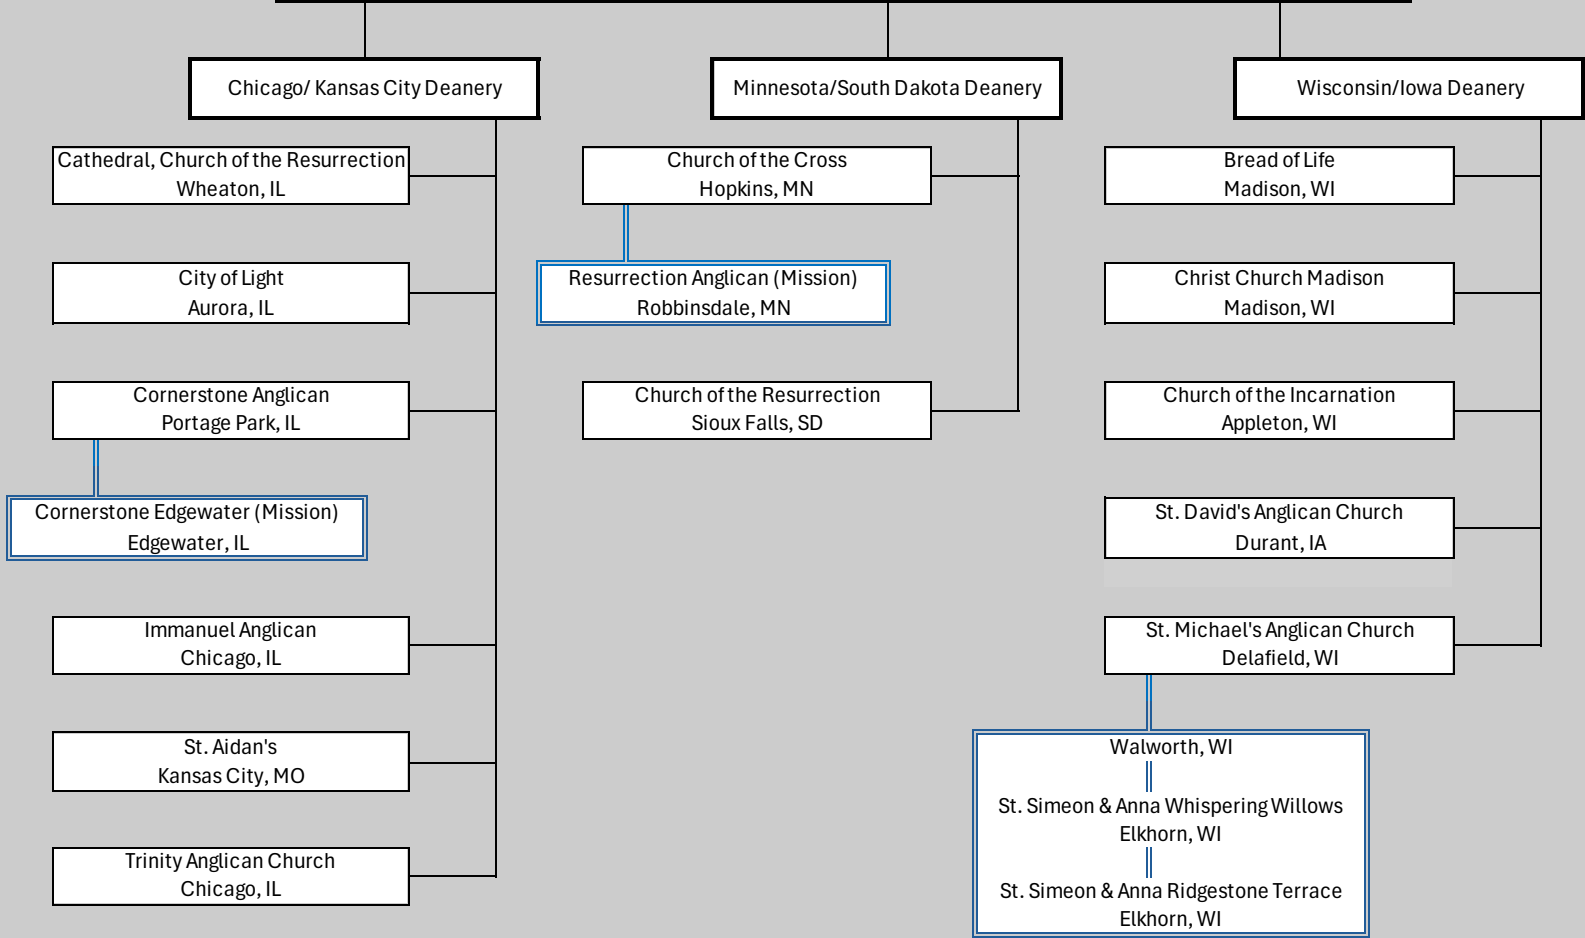 Chicago/ Kansas City Deanery
Cathedral, Church of the Resurrection
Wheaton, IL
City of Light
Aurora, IL
Cornerstone Anglican
Portage Park, IL
Cornerstone Edgewater (Mission)
Edgewater, IL
Immanuel Anglican
Chicago, IL
St. Aidan's
Kansas City, MO
Trinity Anglican Church
Chicago, IL
Minnesota/South Dakota Deanery
Church of the Cross
Hopkins, MN
Resurrection Anglican (Mission)
Robbinsdale, MN
Church of the Resurrection
Sioux Falls, SD
Wisconsin/Iowa Deanery
Bread of Life
Madison, WI
Christ Church Madison
Madison, WI
Church of the Incarnation
Appleton, WI
St. David's Anglican Church
Durant, IA
St. Michael's Anglican Church
Delafield, WI
Walworth, WI
St. Simeon & Anna Whispering Willows
Elkhorn, WI
St. Simeon & Anna Ridgestone Terrace
Elkhorn, WI